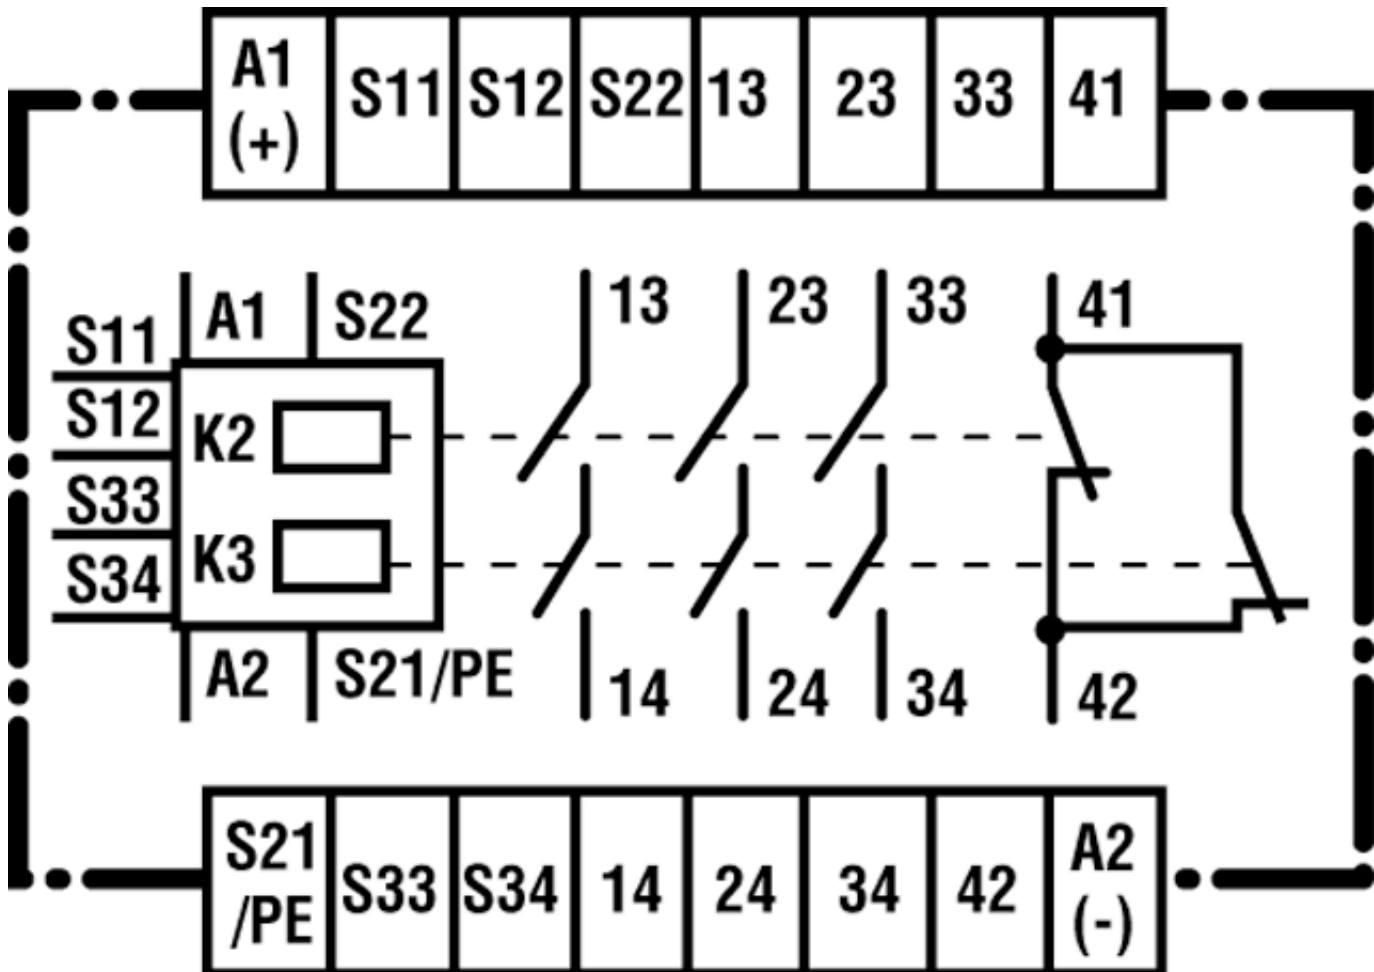 A1 (+) S11 S12 S22 13 23 33 41
A1 S22 13 23 33 41
S11
S12
K2
S33
K3
S34
A2 S21/PE 14 24 34 42
S21 /PE S33 S34 14 24 34 42 A2 (-)